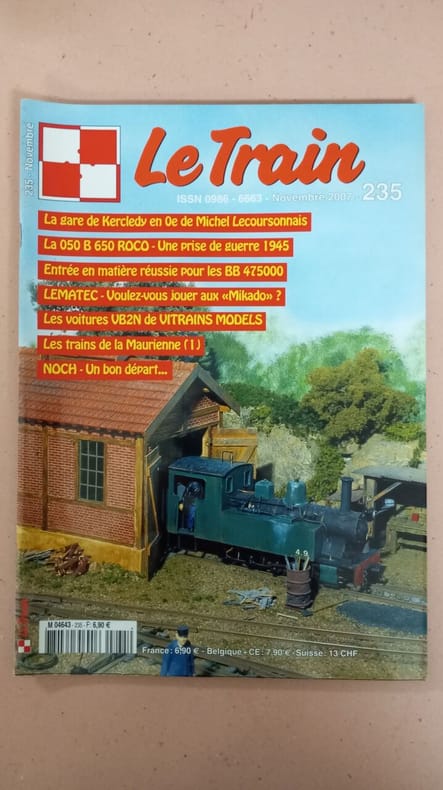 235 - Novembre
Le Train
ISSN 0986 - 6663 - Novembre 2007 - 235
La gare de Kercledy en Oe de Michel Lecoursonnais
La 050 B 650 ROCO - Une prise de guerre 1945
Entrée en matière réussie pour les BB 475000
LEMATEC - Voulez-vous jouer aux «Mikado» ?
Les voitures VB2N de VITRAINS MODELS
Les trains de la Maurienne (1)
NOCH - Un bon départ...
4.9
M 04643 - 235 - F: 6,90 €
France : 6,90 € - Belgique - CE : 7,90 € - Suisse : 13 CHF